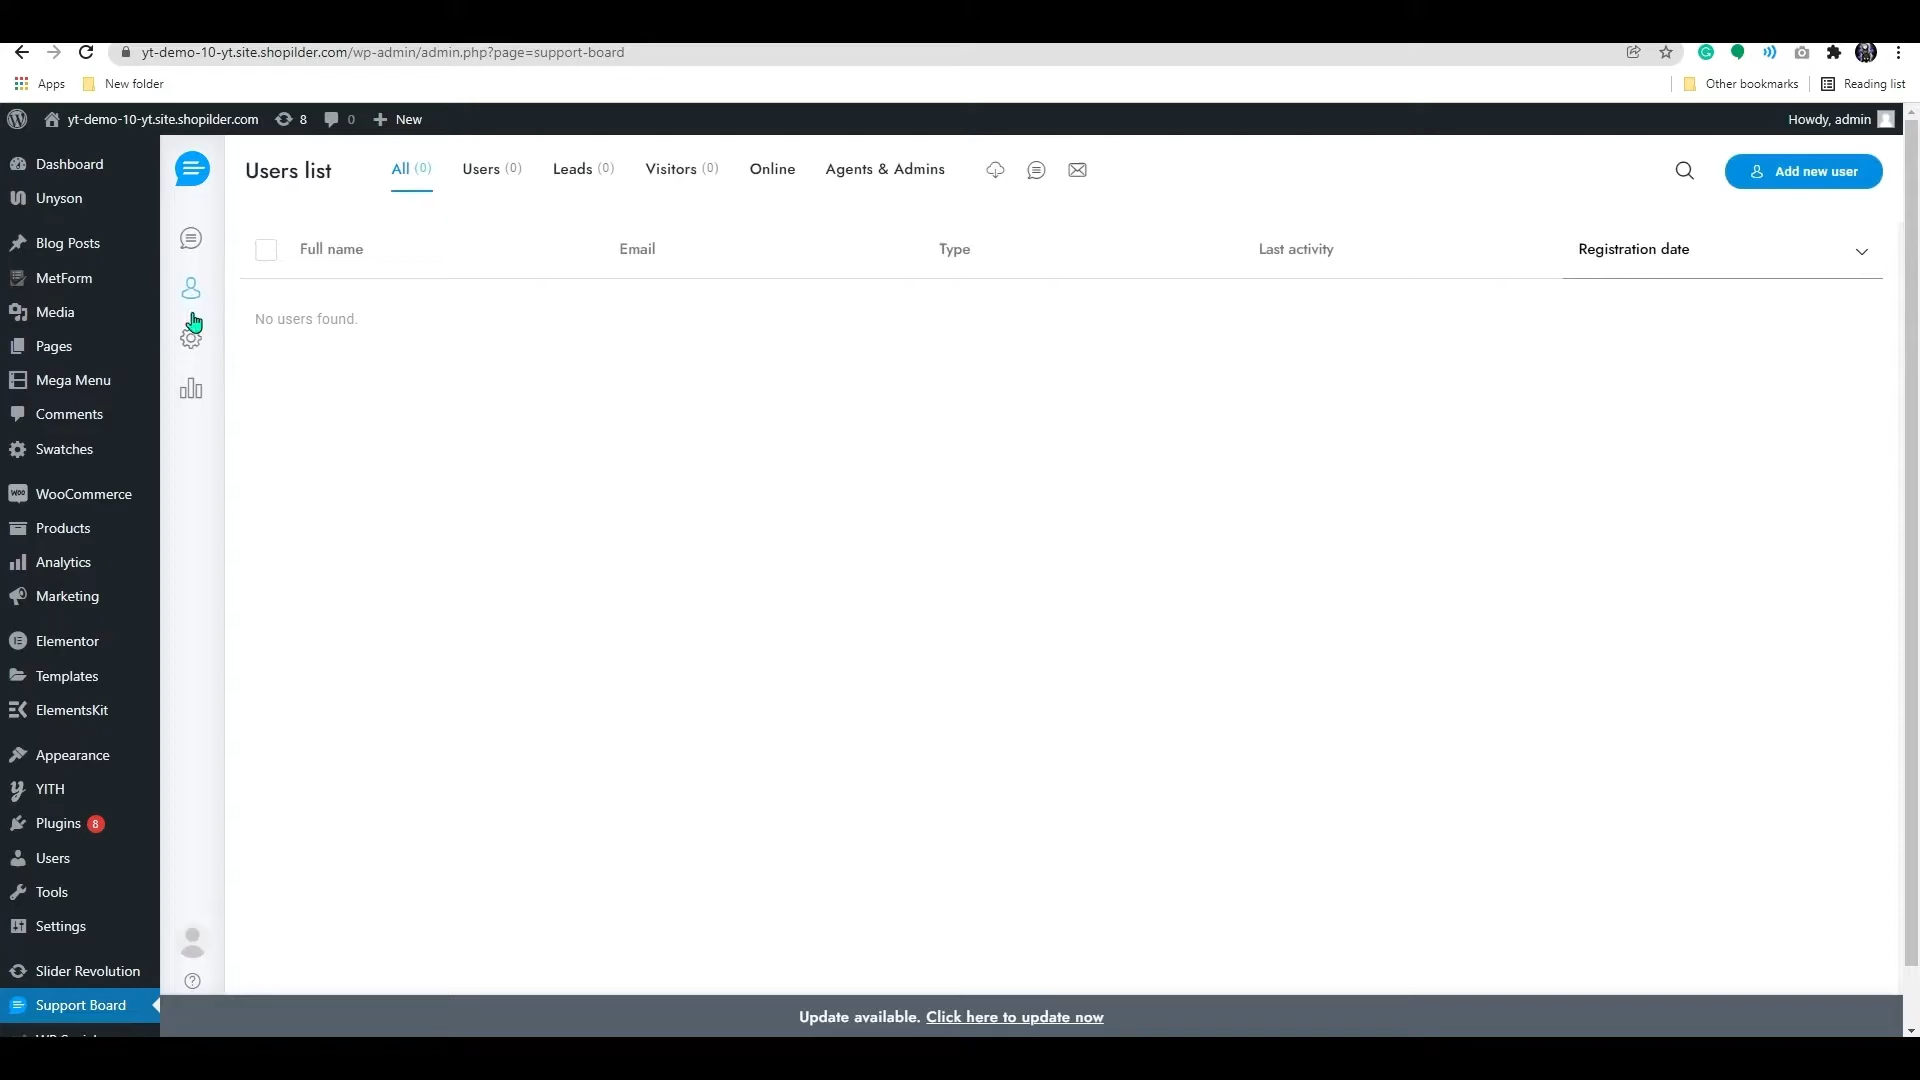 yt-demo-10-yt.site.shopilder.com/wp-admin/admin.php?page=support-board
Apps New folder Other bookmarks Reading list
yt-demo-10-yt.site.shopilder.com 8 0 New Howdy, admin
Dashboard
Unyson
Blog Posts
MetForm
Media
Pages
Mega Menu
Comments
Swatches
WooCommerce
Products
Analytics
Marketing
Elementor
Templates
ElementsKit
Appearance
YITH
Plugins 8
Users
Tools
Settings
Slider Revolution
Support Board
Users list All (0) Users (0) Leads (0) Visitors (0) Online Agents & Admins Add new user
Full name Email Type Last activity Registration date
No users found.
Update available. Click here to update now